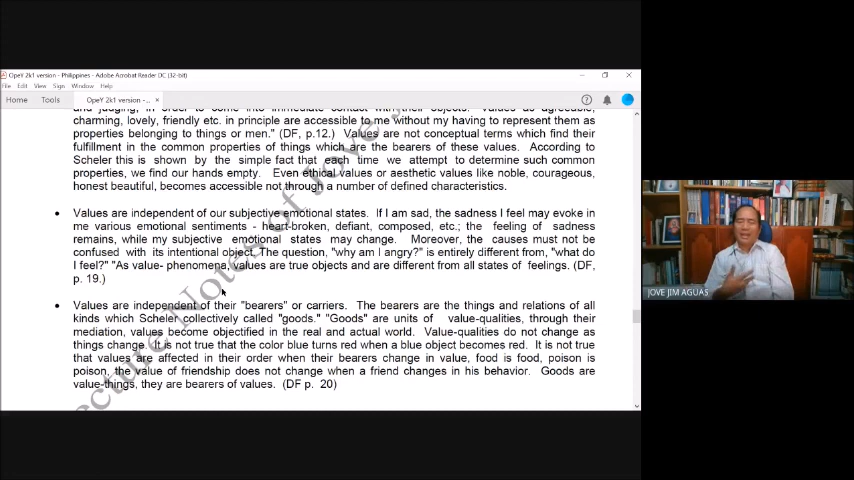 OpeY 2k1 version - Philippines - Adobe Acrobat Reader DC (32-bit)
File Edit View Sign Window Help
Home Tools OpeY 2k1 version -... ×
and judging, in order to come into immediate contact with their objects. Values as agreeable,
charming, lovely, friendly etc. in principle are accessible to me without my having to represent them as
properties belonging to things or men." (DF, p.12.) Values are not conceptual terms which find their
fulfillment in the common properties of things which are the bearers of these values. According to
Scheler this is shown by the simple fact that each time we attempt to determine such common
properties, we find our hands empty. Even ethical values or aesthetic values like noble, courageous,
honest beautiful, becomes accessible not through a number of defined characteristics.
• Values are independent of our subjective emotional states. If I am sad, the sadness I feel may evoke in
me various emotional sentiments - heart-broken, defiant, composed, etc.; the feeling of sadness
remains, while my subjective emotional states may change. Moreover, the causes must not be
confused with its intentional object. The question, "why am I angry?" is entirely different from, "what do
I feel?" "As value- phenomena, values are true objects and are different from all states of feelings. (DF,
p. 19.)
• Values are independent of their "bearers" or carriers. The bearers are the things and relations of all
kinds which Scheler collectively called "goods." "Goods" are units of value-qualities, through their
mediation, values become objectified in the real and actual world. Value-qualities do not change as
things change. It is not true that the color blue turns red when a blue object becomes red. It is not true
that values are affected in their order when their bearers change in value, food is food, poison is
poison, the value of friendship does not change when a friend changes in his behavior. Goods are
value-things, they are bearers of values. (DF p. 20)
Lecture Notes of Jove J
JOVE JIM AGUAS